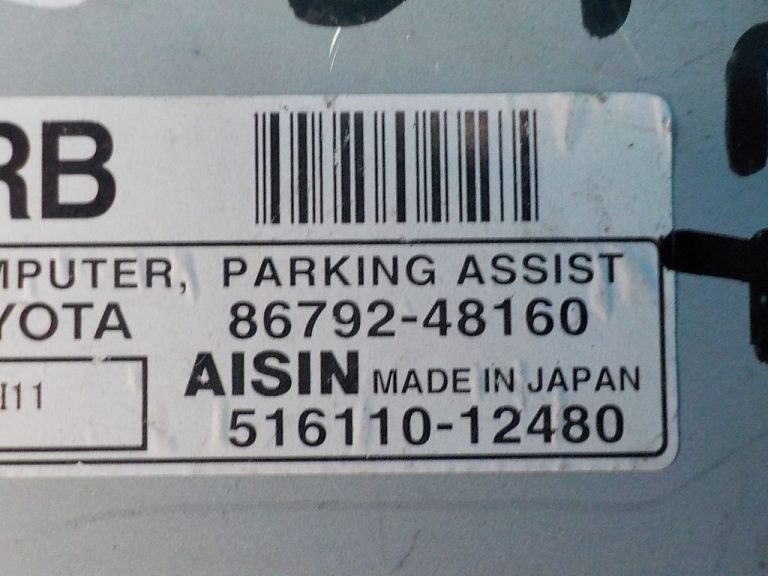 RB
MPUTER, PARKING ASSIST
YOTA 86792-48160
I11
AISIN MADE IN JAPAN
516110-12480